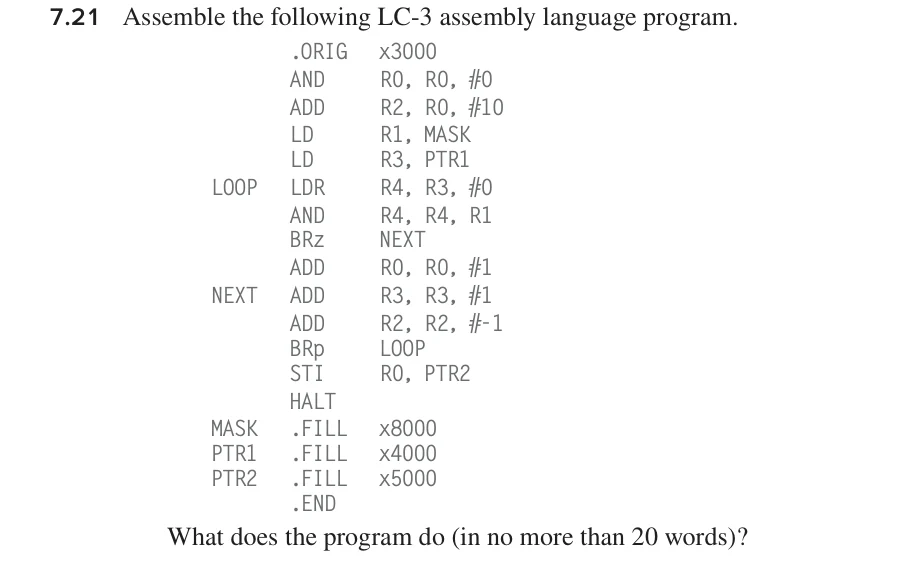 7.21 Assemble the following LC-3 assembly language program.
.ORIG x3000
AND R0, R0, #0
ADD R2, R0, #10
LD R1, MASK
LD R3, PTR1
LOOP LDR R4, R3, #0
AND R4, R4, R1
BRz NEXT
ADD R0, R0, #1
NEXT ADD R3, R3, #1
ADD R2, R2, #-1
BRp LOOP
STI R0, PTR2
HALT
MASK .FILL x8000
PTR1 .FILL x4000
PTR2 .FILL x5000
.END
What does the program do (in no more than 20 words)?